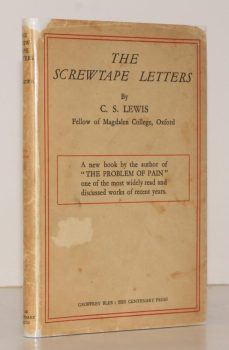 THE
SCREWTAPE LETTERS
By
C. S. LEWIS
Fellow of Magdalen College, Oxford
A new book by the author of
"THE PROBLEM OF PAIN"
one of the most widely read and
discussed works of recent years.
GEOFFREY BLES : THE CENTENARY PRESS